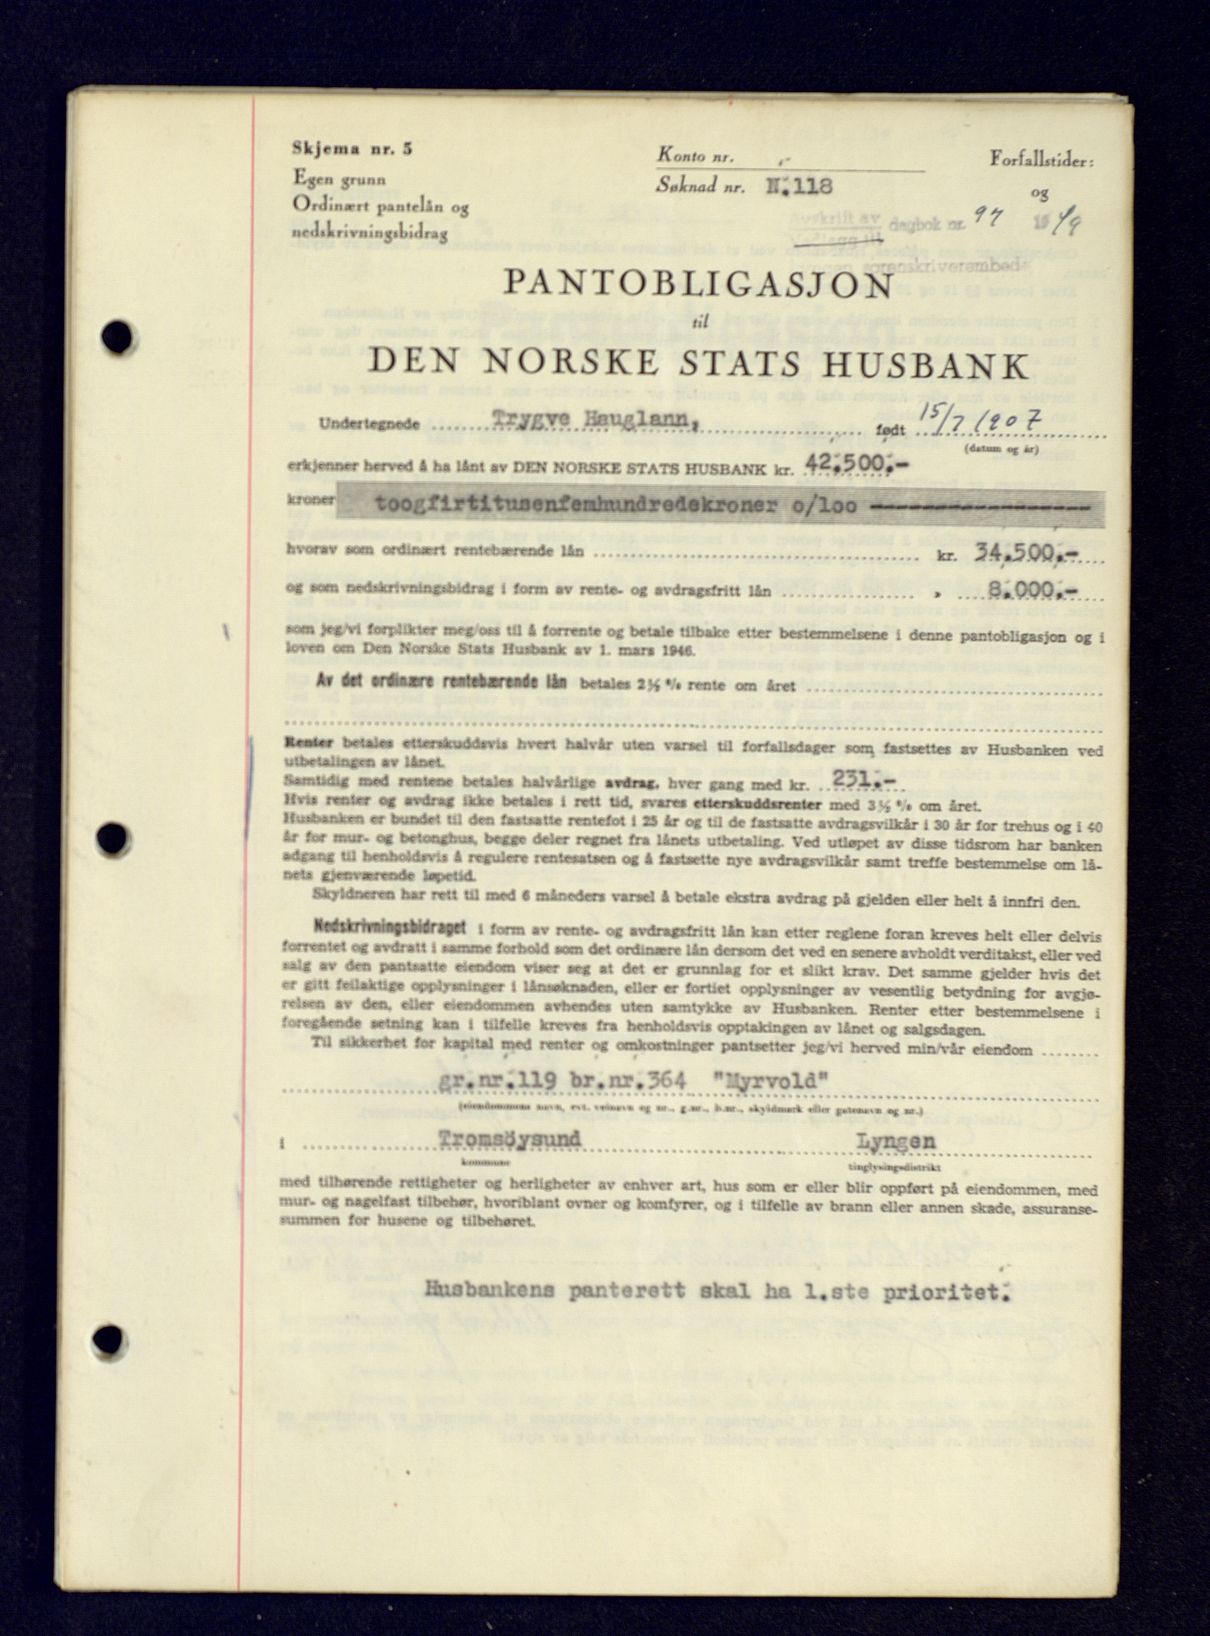 Skjema nr. 5
Egen grunn
Ordinært pantelån og
nedskrivningsbidrag
Konto nr.
Søknad nr. N.118
Forfallstider:
og
Avskrift av
dagbok nr. 97 1949
sorenskriverembede
PANTOBLIGASJON
til
DEN NORSKE STATS HUSBANK
Undertegnede Trygve Hauglann, født 15/7 1907
(datum og år)
erkjenner herved å ha lånt av DEN NORSKE STATS HUSBANK kr. 42.500.-
kroner toogfirtitusenfemhundredekroner o/loo
hvorav som ordinært rentebærende lån kr. 34.500.-
og som nedskrivningsbidrag i form av rente- og avdragsfritt lån » 8.000.-
som jeg/vi forplikter meg/oss til å forrente og betale tilbake etter bestemmelsene i denne pantobligasjon og i
loven om Den Norske Stats Husbank av 1. mars 1946.
Av det ordinære rentebærende lån betales 2½ % rente om året
Renter betales etterskuddsvis hvert halvår uten varsel til forfallsdager som fastsettes av Husbanken ved
utbetalingen av lånet.
Samtidig med rentene betales halvårlige avdrag, hver gang med kr. 231.-
Hvis renter og avdrag ikke betales i rett tid, svares etterskuddsrenter med 3½ % om året.
Husbanken er bundet til den fastsatte rentefot i 25 år og til de fastsatte avdragsvilkår i 30 år for trehus og i 40
år for mur- og betonghus, begge deler regnet fra lånets utbetaling. Ved utløpet av disse tidsrom har banken
adgang til henholdsvis å regulere rentesatsen og å fastsette nye avdragsvilkår samt treffe bestemmelse om lå-
nets gjenværende løpetid.
Skyldneren har rett til med 6 måneders varsel å betale ekstra avdrag på gjelden eller helt å innfri den.
Nedskrivningsbidraget i form av rente- og avdragsfritt lån kan etter reglene foran kreves helt eller delvis
forrentet og avdratt i samme forhold som det ordinære lån dersom det ved en senere avholdt verditakst, eller ved
salg av den pantsatte eiendom viser seg at det er grunnlag for et slikt krav. Det samme gjelder hvis det
er gitt feilaktige opplysninger i lånsøknaden, eller er fortiet opplysninger av vesentlig betydning for avgjø-
relsen av den, eller eiendommen avhendes uten samtykke av Husbanken. Renter etter bestemmelsene i
foregående setning kan i tilfelle kreves fra henholdsvis opptakingen av lånet og salgsdagen.
Til sikkerhet for kapital med renter og omkostninger pantsetter jeg/vi herved min/vår eiendom
gr.nr.119 br.nr.364 "Myrvold"
(eiendommens navn, evt. veinavn og nr., g.nr., b.nr., skyldmark eller gatenavn og nr.)
i Tromsöysund Lyngen
kommune tinglysingsdistrikt
med tilhørende rettigheter og herligheter av enhver art, hus som er eller blir oppført på eiendommen, med
mur- og nagelfast tilbehør, hvoriblant ovner og komfyrer, og i tilfelle av brann eller annen skade, assuranse-
summen for husene og tilbehøret.
Husbankens panterett skal ha 1.ste prioritet.